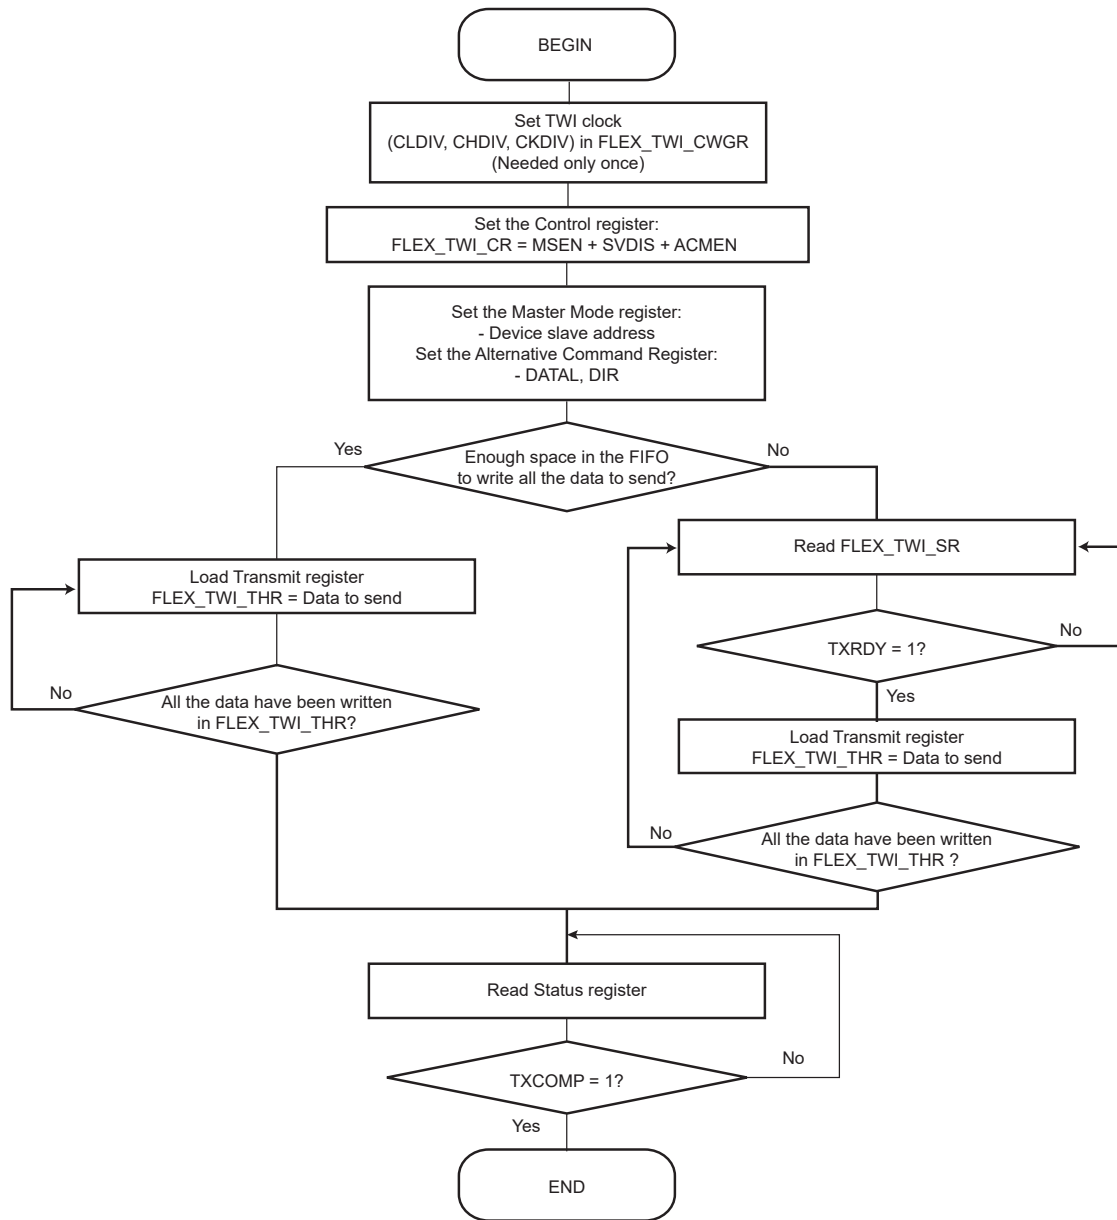 BEGIN
Set TWI clock
(CLDIV, CHDIV, CKDIV) in FLEX_TWI_CWGR
(Needed only once)
Set the Control register:
FLEX_TWI_CR = MSEN + SVDIS + ACMEN
Set the Master Mode register:
- Device slave address
Set the Alternative Command Register:
- DATAL, DIR
Yes
Enough space in the FIFO
to write all the data to send?
No
Load Transmit register
FLEX_TWI_THR = Data to send
No
All the data have been written
in FLEX_TWI_THR?
Read FLEX_TWI_SR
TXRDY = 1?
No
Yes
Load Transmit register
FLEX_TWI_THR = Data to send
No
All the data have been written
in FLEX_TWI_THR ?
Read Status register
TXCOMP = 1?
No
Yes
END